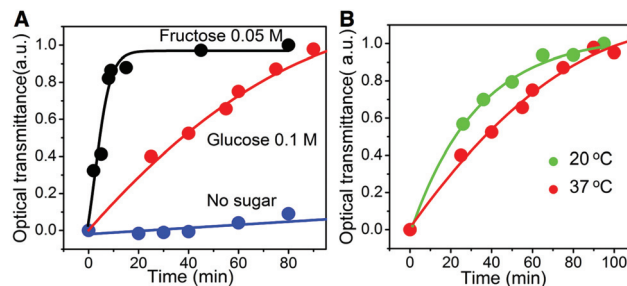 A
Fructose 0.05 M
Glucose 0.1 M
No sugar
Optical transmittance(a.u.)
1.0
0.8
0.6
0.4
0.2
0.0
0 20 40 60 80
Time (min)
B
20 °C
37 °C
Optical transmittance( a.u.)
1.0
0.8
0.6
0.4
0.2
0.0
0 20 40 60 80 100
Time (min)